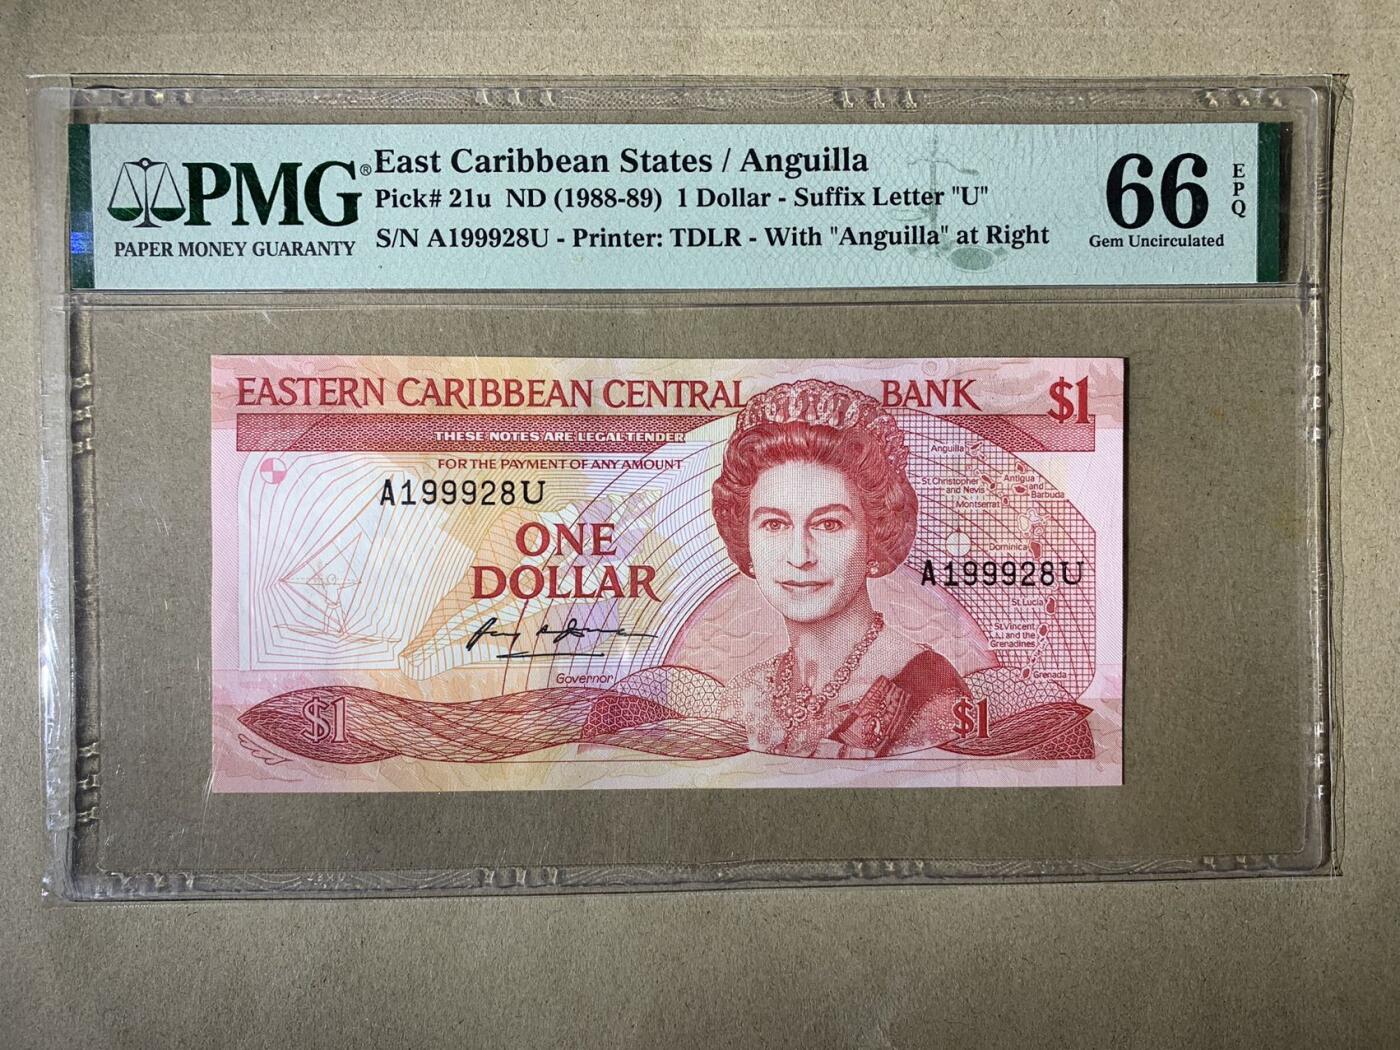 PMG®
PAPER MONEY GUARANTY
East Caribbean States / Anguilla
Pick# 21u ND (1988-89) 1 Dollar - Suffix Letter "U"
S/N A199928U - Printer: TDLR - With "Anguilla" at Right
66
EPQ
Gem Uncirculated
EASTERN CARIBBEAN CENTRAL BANK $1
THESE NOTES ARE LEGAL TENDER
FOR THE PAYMENT OF ANY AMOUNT
A199928U
ONE
DOLLAR
Governor
Anguilla
St Christopher
and Nevis
Antigua
and
Barbuda
Montserrat
Dominica
A199928U
St Lucia
St Vincent
and the
Grenadines
Grenada
$1
$1